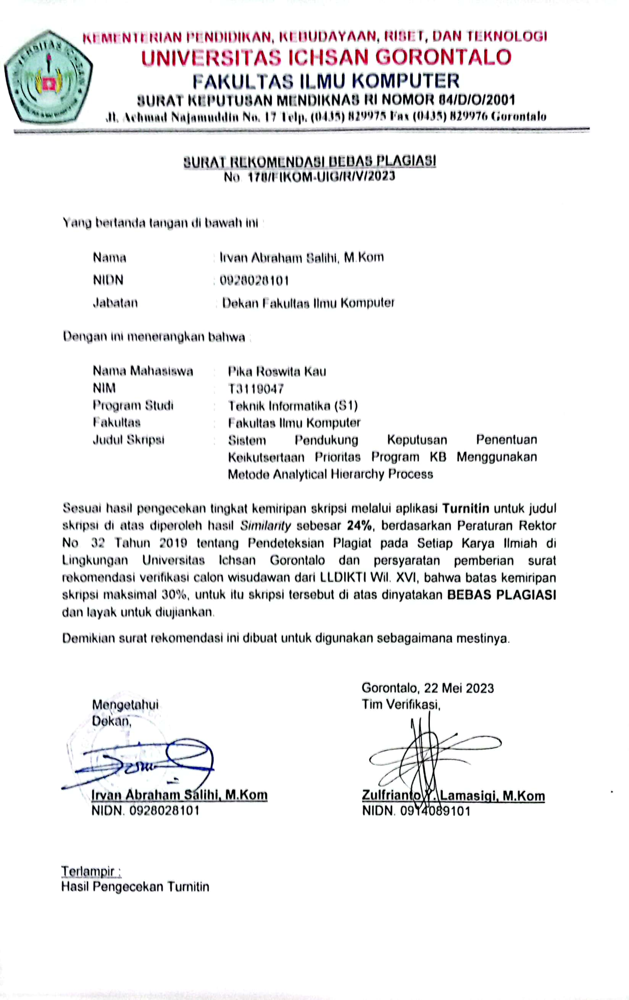 KEMENTERIAN PENDIDIKAN, KEBUDAYAAN, RISET, DAN TEKNOLOGI
UNIVERSITAS ICHSAN GORONTALO
FAKULTAS ILMU KOMPUTER
SURAT KEPUTUSAN MENDIKNAS RI NOMOR 84/D/O/2001
Jl. Achmad Najamuddin No. 17 Telp. (0435) 829975 Fax (0435) 829976 Gorontalo
SURAT REKOMENDASI BEBAS PLAGIASI
No. 178/FIKOM-UIG/R/V/2023
Yang bertanda tangan di bawah ini :
Nama : Irvan Abraham Salihi, M.Kom
NIDN : 0928028101
Jabatan : Dekan Fakultas Ilmu Komputer
Dengan ini menerangkan bahwa :
Nama Mahasiswa : Pika Roswita Kau
NIM : T3119047
Program Studi : Teknik Informatika (S1)
Fakultas : Fakultas Ilmu Komputer
Judul Skripsi : Sistem Pendukung Keputusan Penentuan
Keikutsertaan Prioritas Program KB Menggunakan
Metode Analytical Hierarchy Process
Sesuai hasil pengecekan tingkat kemiripan skripsi melalui aplikasi Turnitin untuk judul
skripsi di atas diperoleh hasil Similarity sebesar 24%, berdasarkan Peraturan Rektor
No. 32 Tahun 2019 tentang Pendeteksian Plagiat pada Setiap Karya Ilmiah di
Lingkungan Universitas Ichsan Gorontalo dan persyaratan pemberian surat
rekomendasi verifikasi calon wisudawan dari LLDIKTI Wil. XVI, bahwa batas kemiripan
skripsi maksimal 30%, untuk itu skripsi tersebut di atas dinyatakan BEBAS PLAGIASI
dan layak untuk diujiankan.
Demikian surat rekomendasi ini dibuat untuk digunakan sebagaimana mestinya.
Gorontalo, 22 Mei 2023
Mengetahui
Dekan,
Tim Verifikasi,
Irvan Abraham Salihi, M.Kom
NIDN. 0928028101
Zulfrianto Y. Lamasigi, M.Kom
NIDN. 0914089101
Terlampir :
Hasil Pengecekan Turnitin